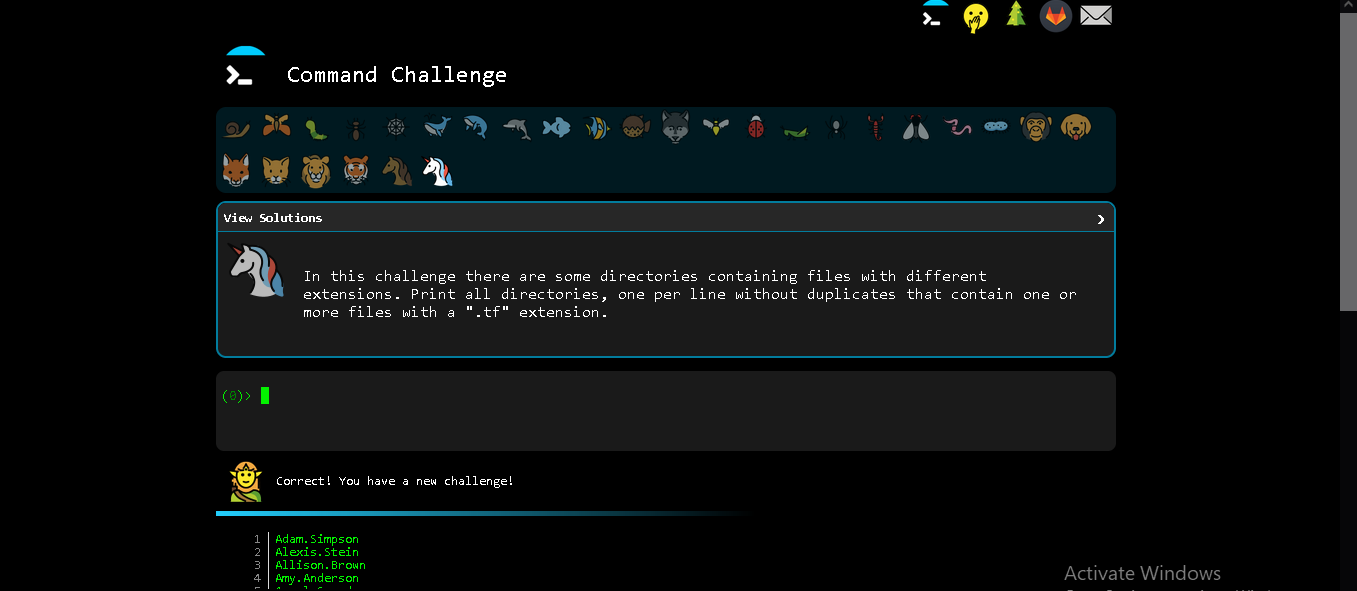 Command Challenge
View Solutions
In this challenge there are some directories containing files with different
extensions. Print all directories, one per line without duplicates that contain one or
more files with a ".tf" extension.
(0)>
Correct! You have a new challenge!
1 Adam.Simpson
2 Alexis.Stein
3 Allison.Brown
4 Amy.Anderson
Activate Windows